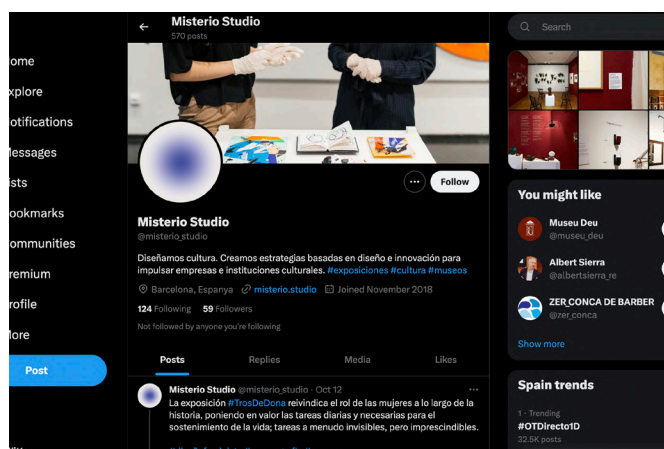 Misterio Studio
570 posts
Search
ome
xplore
otifications
essages
ists
ookmarks
ommunities
remium
rofile
ore
Post
Follow
Misterio Studio
@misterio_studio
Diseñamos cultura. Creamos estrategias basadas en diseño e innovación para
impulsar empresas e instituciones culturales. #exposiciones #cultura #museos
Barcelona, Espanya misterio.studio Joined November 2018
124 Following 59 Followers
Not followed by anyone you're following
Posts Replies Media Likes
Misterio Studio @misterio_studio · Oct 12
La exposición #TrosDeDona reivindica el rol de las mujeres a lo largo de la
historia, poniendo en valor las tareas diarias y necesarias para el
sostenimiento de la vida; tareas a menudo invisibles, pero imprescindibles.
You might like
Museu Deu
@museu_deu
Albert Sierra
@albertsierra_re
ZER_CONCA DE BARBER
@zer_conca
Show more
Spain trends
1 · Trending
#OTDirecto1D
32.5K posts